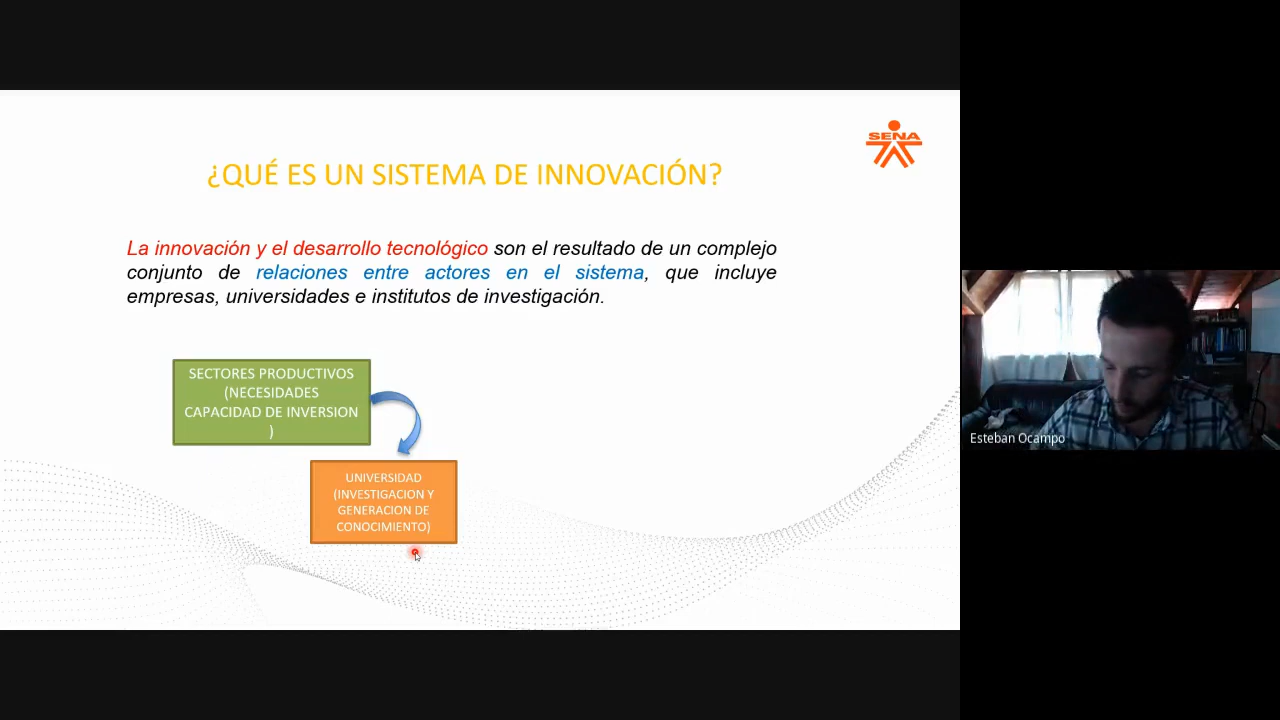 SENA
¿QUÉ ES UN SISTEMA DE INNOVACIÓN?
La innovación y el desarrollo tecnológico son el resultado de un complejo
conjunto de relaciones entre actores en el sistema, que incluye
empresas, universidades e institutos de investigación.
SECTORES PRODUCTIVOS
(NECESIDADES
CAPACIDAD DE INVERSION
)
UNIVERSIDAD
(INVESTIGACION Y
GENERACION DE
CONOCIMIENTO)
Esteban Ocampo